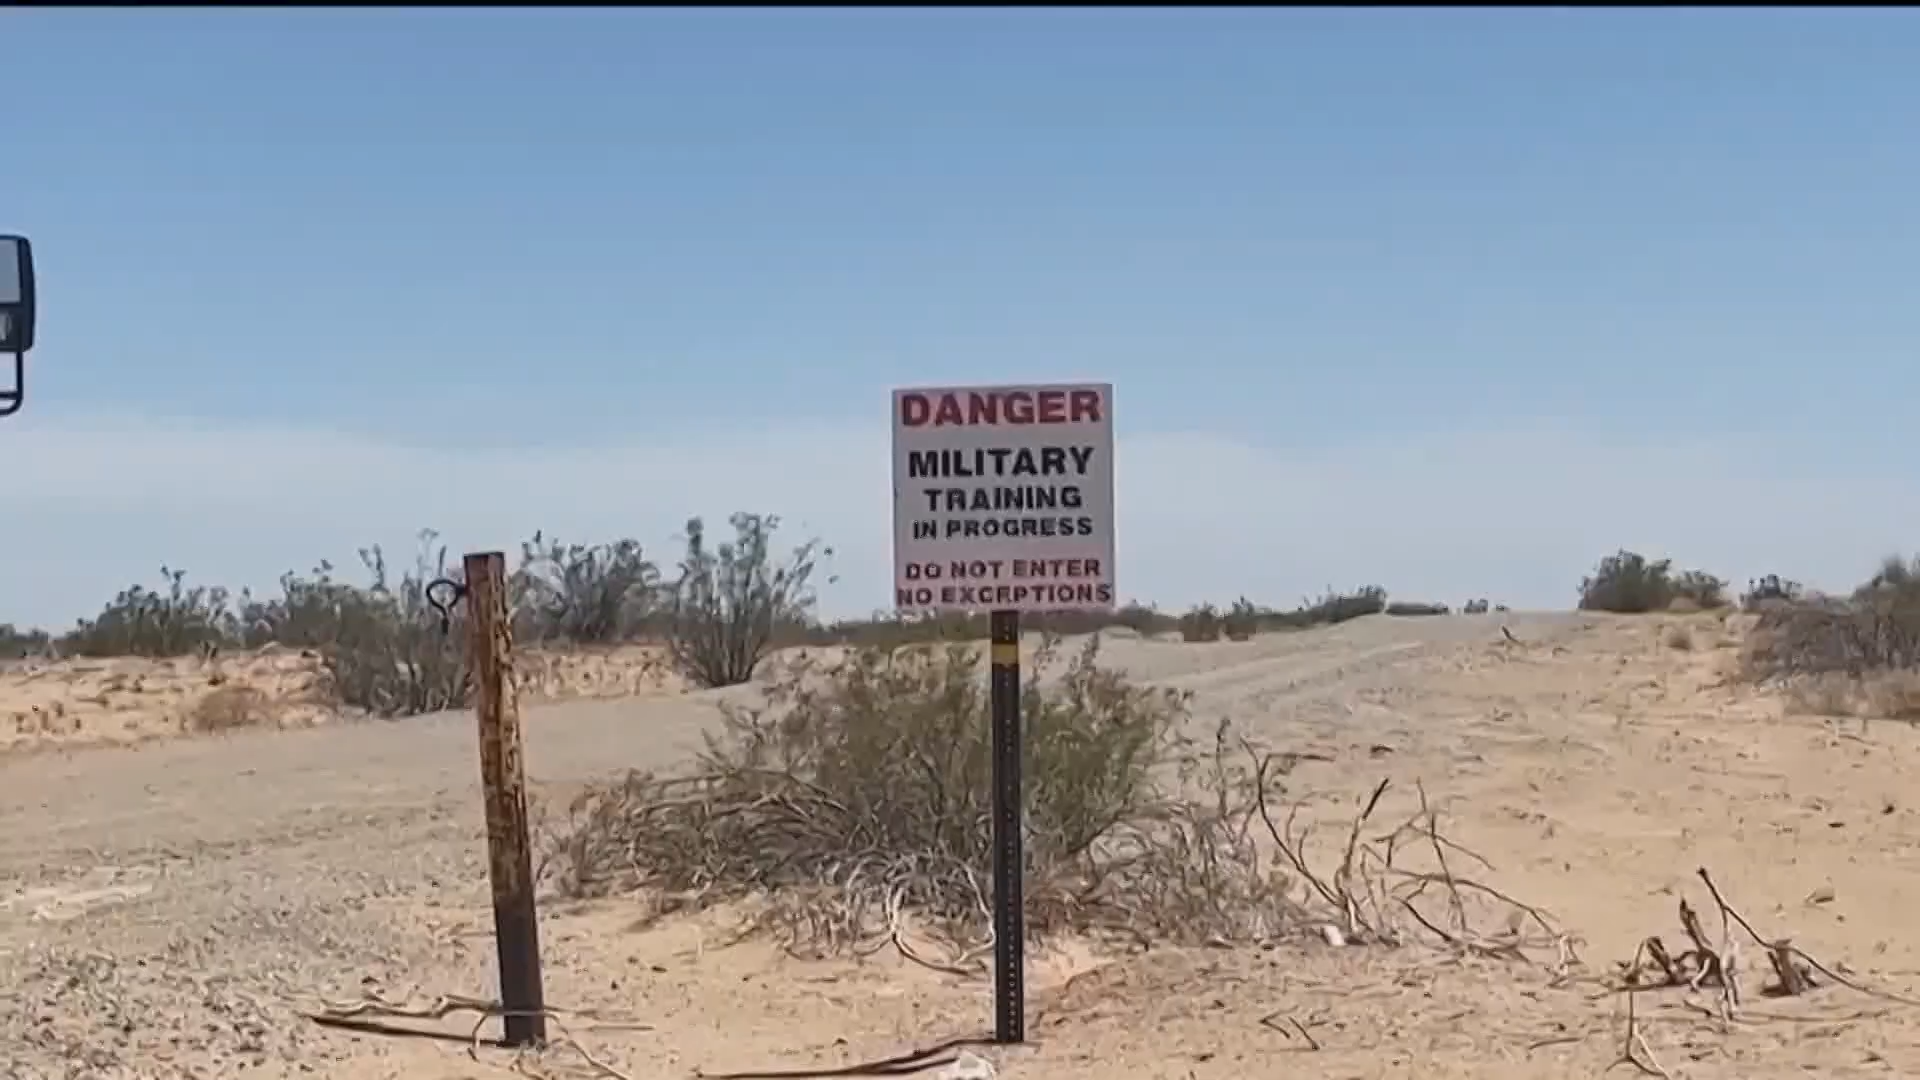 DANGER
MILITARY
TRAINING
IN PROGRESS
DO NOT ENTER
NO EXCEPTIONS